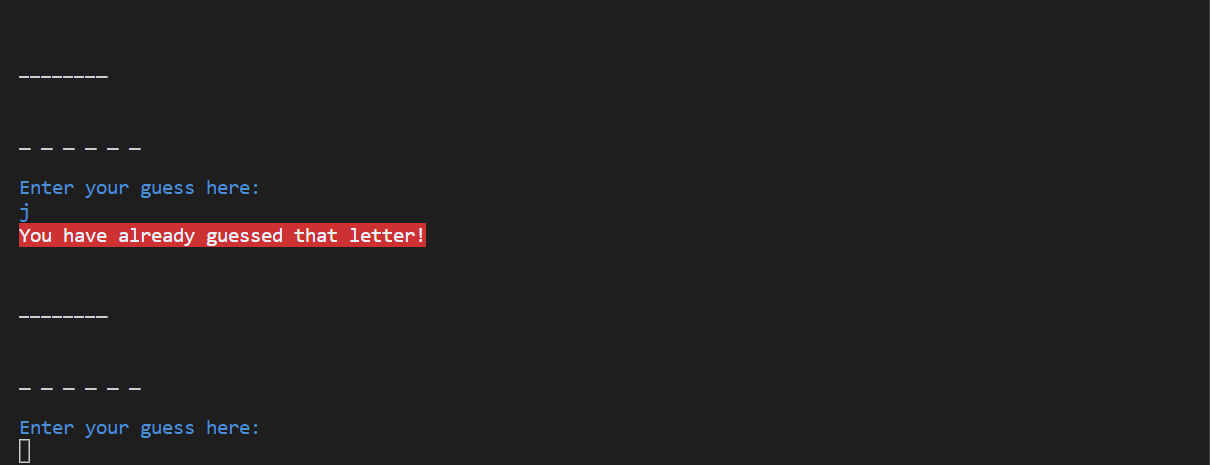 ________
_ _ _ _ _ _
Enter your guess here:
j
You have already guessed that letter!
________
_ _ _ _ _ _
Enter your guess here: